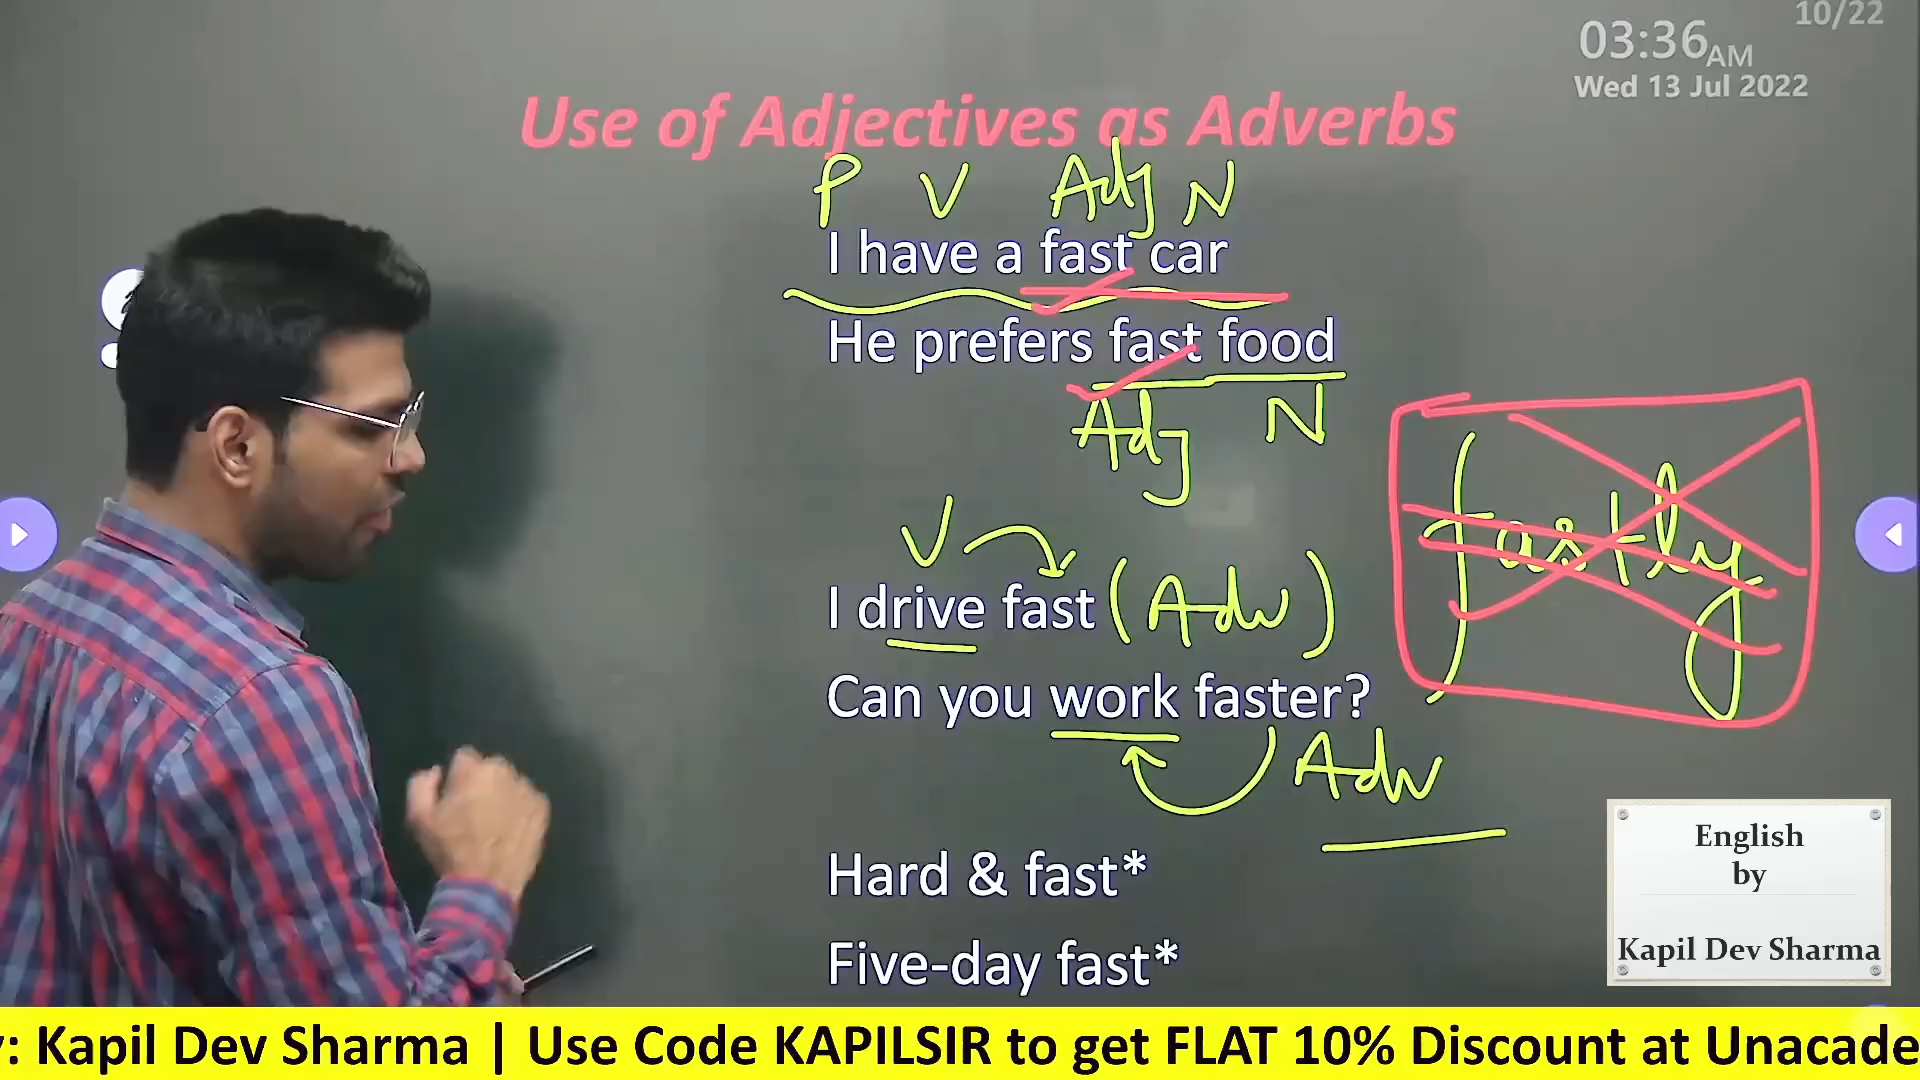 10/22
03:36AM
Wed 13 Jul 2022
Use of Adjectives as Adverbs
P V Adj N
I have a fast car
He prefers fast food
Adj N
fastly
V
I drive fast (Adv)
Can you work faster?
Adv
Hard & fast*
Five-day fast*
English
by
Kapil Dev Sharma
: Kapil Dev Sharma | Use Code KAPILSIR to get FLAT 10% Discount at Unacade